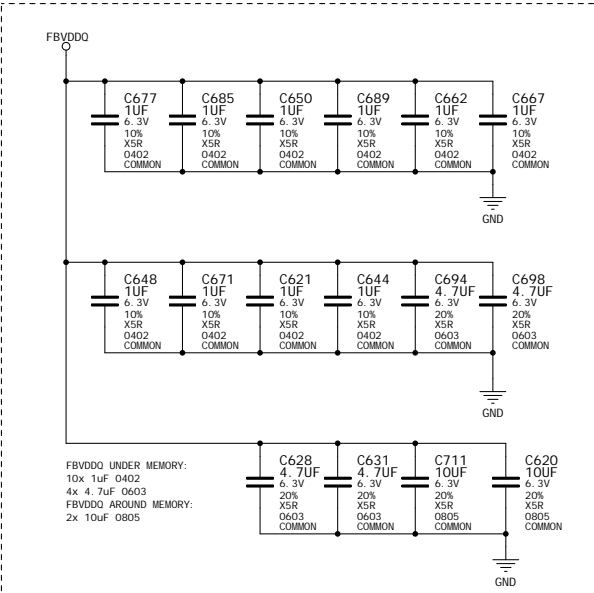 FBVDDQ
C677
1UF
6.3V
10%
X5R
0402
COMMON
C685
1UF
6.3V
10%
X5R
0402
COMMON
C650
1UF
6.3V
10%
X5R
0402
COMMON
C689
1UF
6.3V
10%
X5R
0402
COMMON
C662
1UF
6.3V
10%
X5R
0402
COMMON
C667
1UF
6.3V
10%
X5R
0402
COMMON
GND
C648
1UF
6.3V
10%
X5R
0402
COMMON
C671
1UF
6.3V
10%
X5R
0402
COMMON
C621
1UF
6.3V
10%
X5R
0402
COMMON
C644
1UF
6.3V
10%
X5R
0402
COMMON
C694
4.7UF
6.3V
20%
X5R
0603
COMMON
C698
4.7UF
6.3V
20%
X5R
0603
COMMON
GND
FBVDDQ UNDER MEMORY:
10x 1uF 0402
4x 4.7uF 0603
FBVDDQ AROUND MEMORY:
2x 10uF 0805
C628
4.7UF
6.3V
20%
X5R
0603
COMMON
C631
4.7UF
6.3V
20%
X5R
0603
COMMON
C711
10UF
6.3V
20%
X5R
0805
COMMON
C620
10UF
6.3V
20%
X5R
0805
COMMON
GND